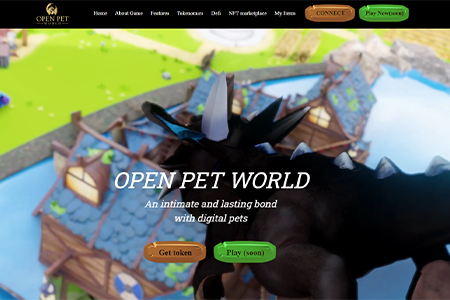 OPEN PET
WORLD
Home About Game Features Tokenomics Defi NFT marketplace My Items CONNECT Play Now(soon)
OPEN PET WORLD
An intimate and lasting bond
with digital pets
Get token Play (soon)